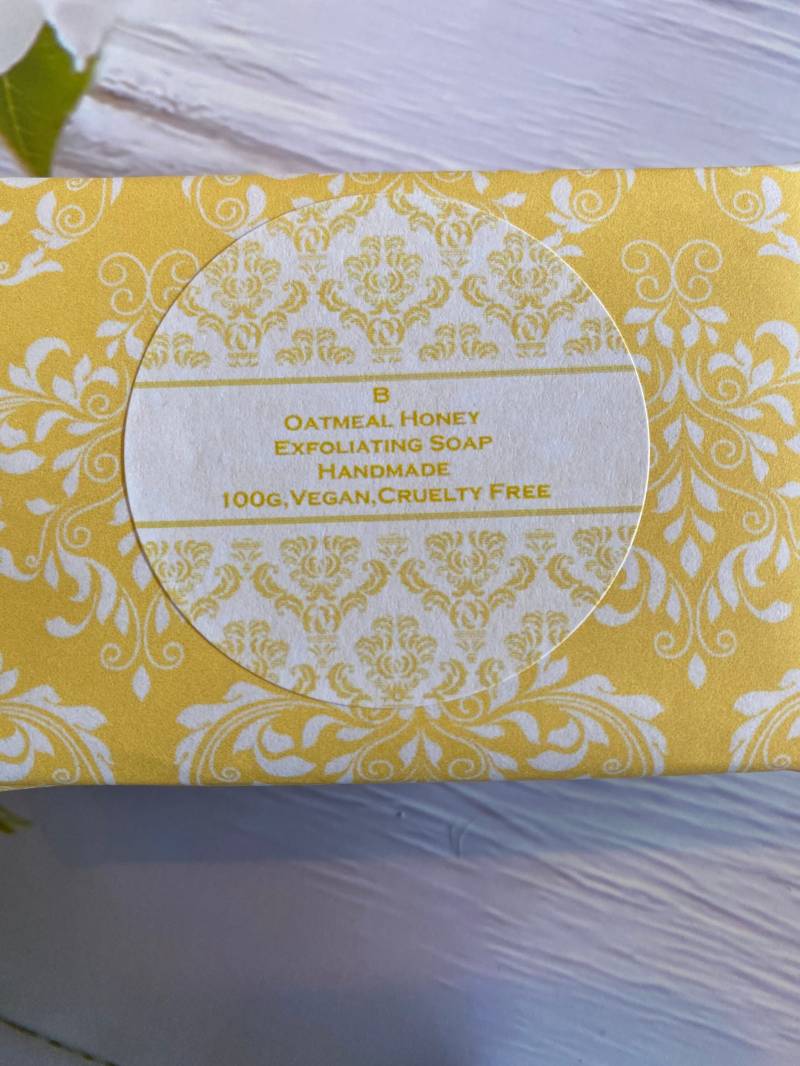 B
Oatmeal Honey
Exfoliating Soap
Handmade
100g,Vegan,Cruelty Free